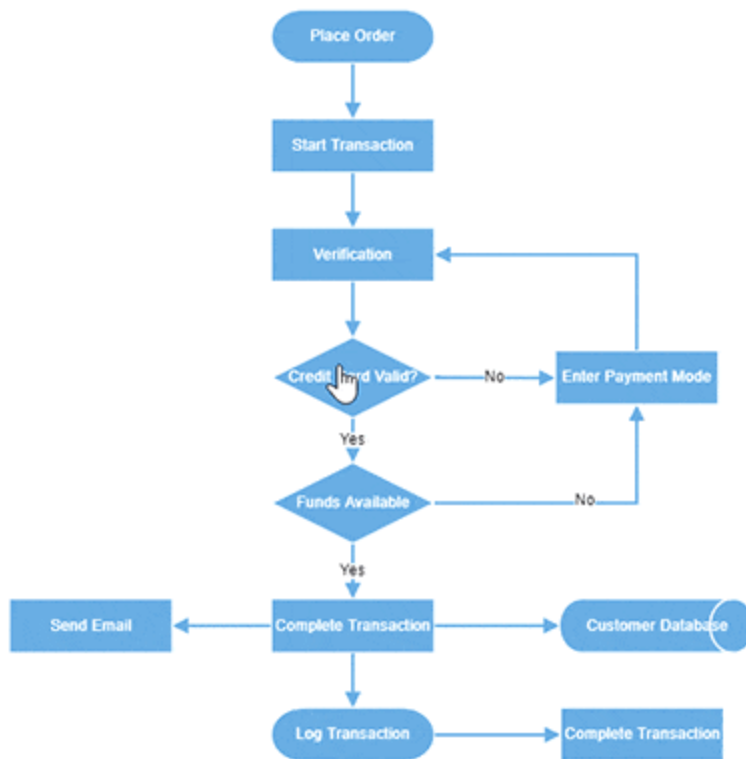 Place Order
Start Transaction
Verification
Credit Valid?
No
Enter Payment Mode
Yes
Funds Available
No
Yes
Send Email
Complete Transaction
Customer Database
Log Transaction
Complete Transaction